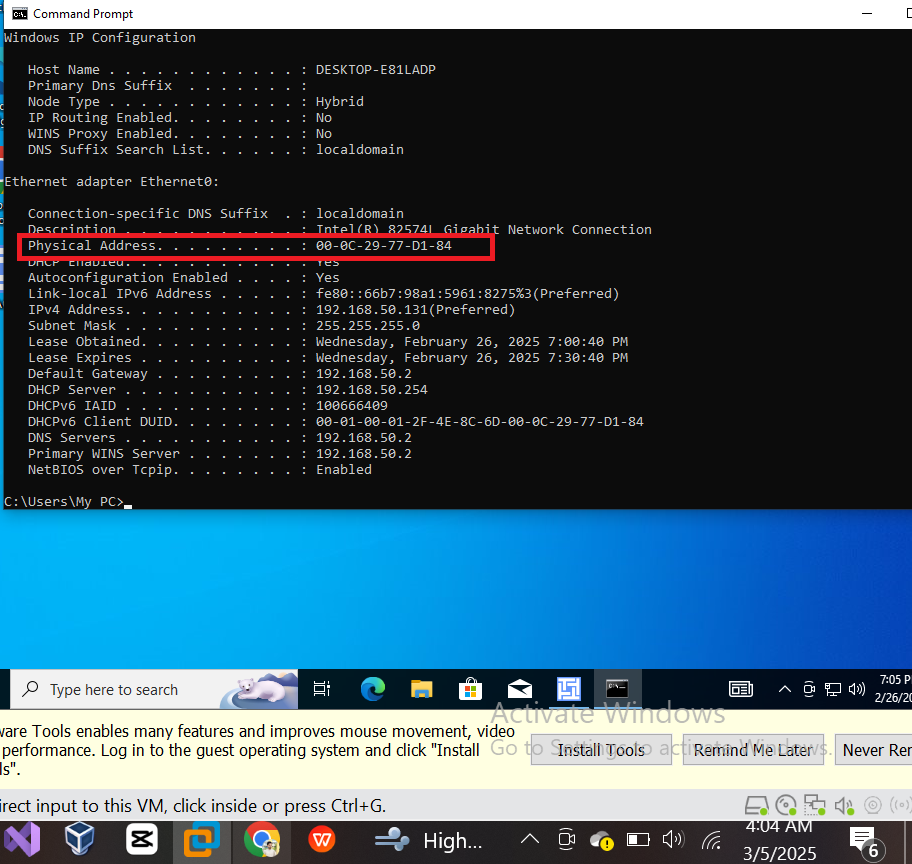 Command Prompt
Windows IP Configuration
Host Name . . . . . . . . . . . . : DESKTOP-E81LADP
Primary Dns Suffix  . . . . . . . :
Node Type . . . . . . . . . . . . : Hybrid
IP Routing Enabled. . . . . . . . : No
WINS Proxy Enabled. . . . . . . . : No
DNS Suffix Search List. . . . . . : localdomain
Ethernet adapter Ethernet0:
Connection-specific DNS Suffix  . : localdomain
Description . . . . . . . . . . . : Intel(R) 82574L Gigabit Network Connection
Physical Address. . . . . . . . . : 00-0C-29-77-D1-84
DHCP Enabled. . . . . . . . . . . : Yes
Autoconfiguration Enabled . . . . : Yes
Link-local IPv6 Address . . . . . : fe80::66b7:98a1:5961:8275%3(Preferred)
IPv4 Address. . . . . . . . . . . : 192.168.50.131(Preferred)
Subnet Mask . . . . . . . . . . . : 255.255.255.0
Lease Obtained. . . . . . . . . . : Wednesday, February 26, 2025 7:00:40 PM
Lease Expires . . . . . . . . . . : Wednesday, February 26, 2025 7:30:40 PM
Default Gateway . . . . . . . . . : 192.168.50.2
DHCP Server . . . . . . . . . . . : 192.168.50.254
DHCPv6 IAID . . . . . . . . . . . : 100666409
DHCPv6 Client DUID. . . . . . . . : 00-01-00-01-2F-4E-8C-6D-00-0C-29-77-D1-84
DNS Servers . . . . . . . . . . . : 192.168.50.2
Primary WINS Server . . . . . . . : 192.168.50.2
NetBIOS over Tcpip. . . . . . . . : Enabled
C:\Users\My PC>
Type here to search
7:05 P
2/26/20
Activate Windows
Go to Settings to activate Windows.
ware Tools enables many features and improves mouse movement, video
performance. Log in to the guest operating system and click "Install
ls".
Install Tools
Remind Me Later
Never Rem
irect input to this VM, click inside or press Ctrl+G.
High...
4:04 AM
3/5/2025
6